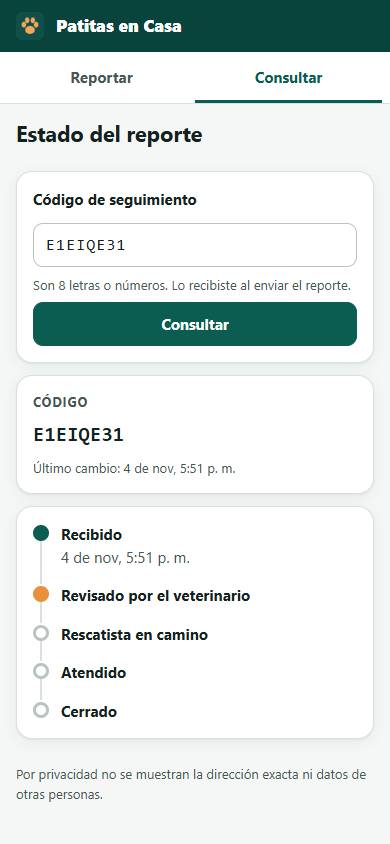 Patitas en Casa
Reportar
Consultar
Estado del reporte
Código de seguimiento
E1EIQE31
Son 8 letras o números. Lo recibiste al enviar el reporte.
Consultar
CÓDIGO
E1EIQE31
Último cambio: 4 de nov, 5:51 p. m.
Recibido
4 de nov, 5:51 p. m.
Revisado por el veterinario
Rescatista en camino
Atendido
Cerrado
Por privacidad no se muestran la dirección exacta ni datos de
otras personas.